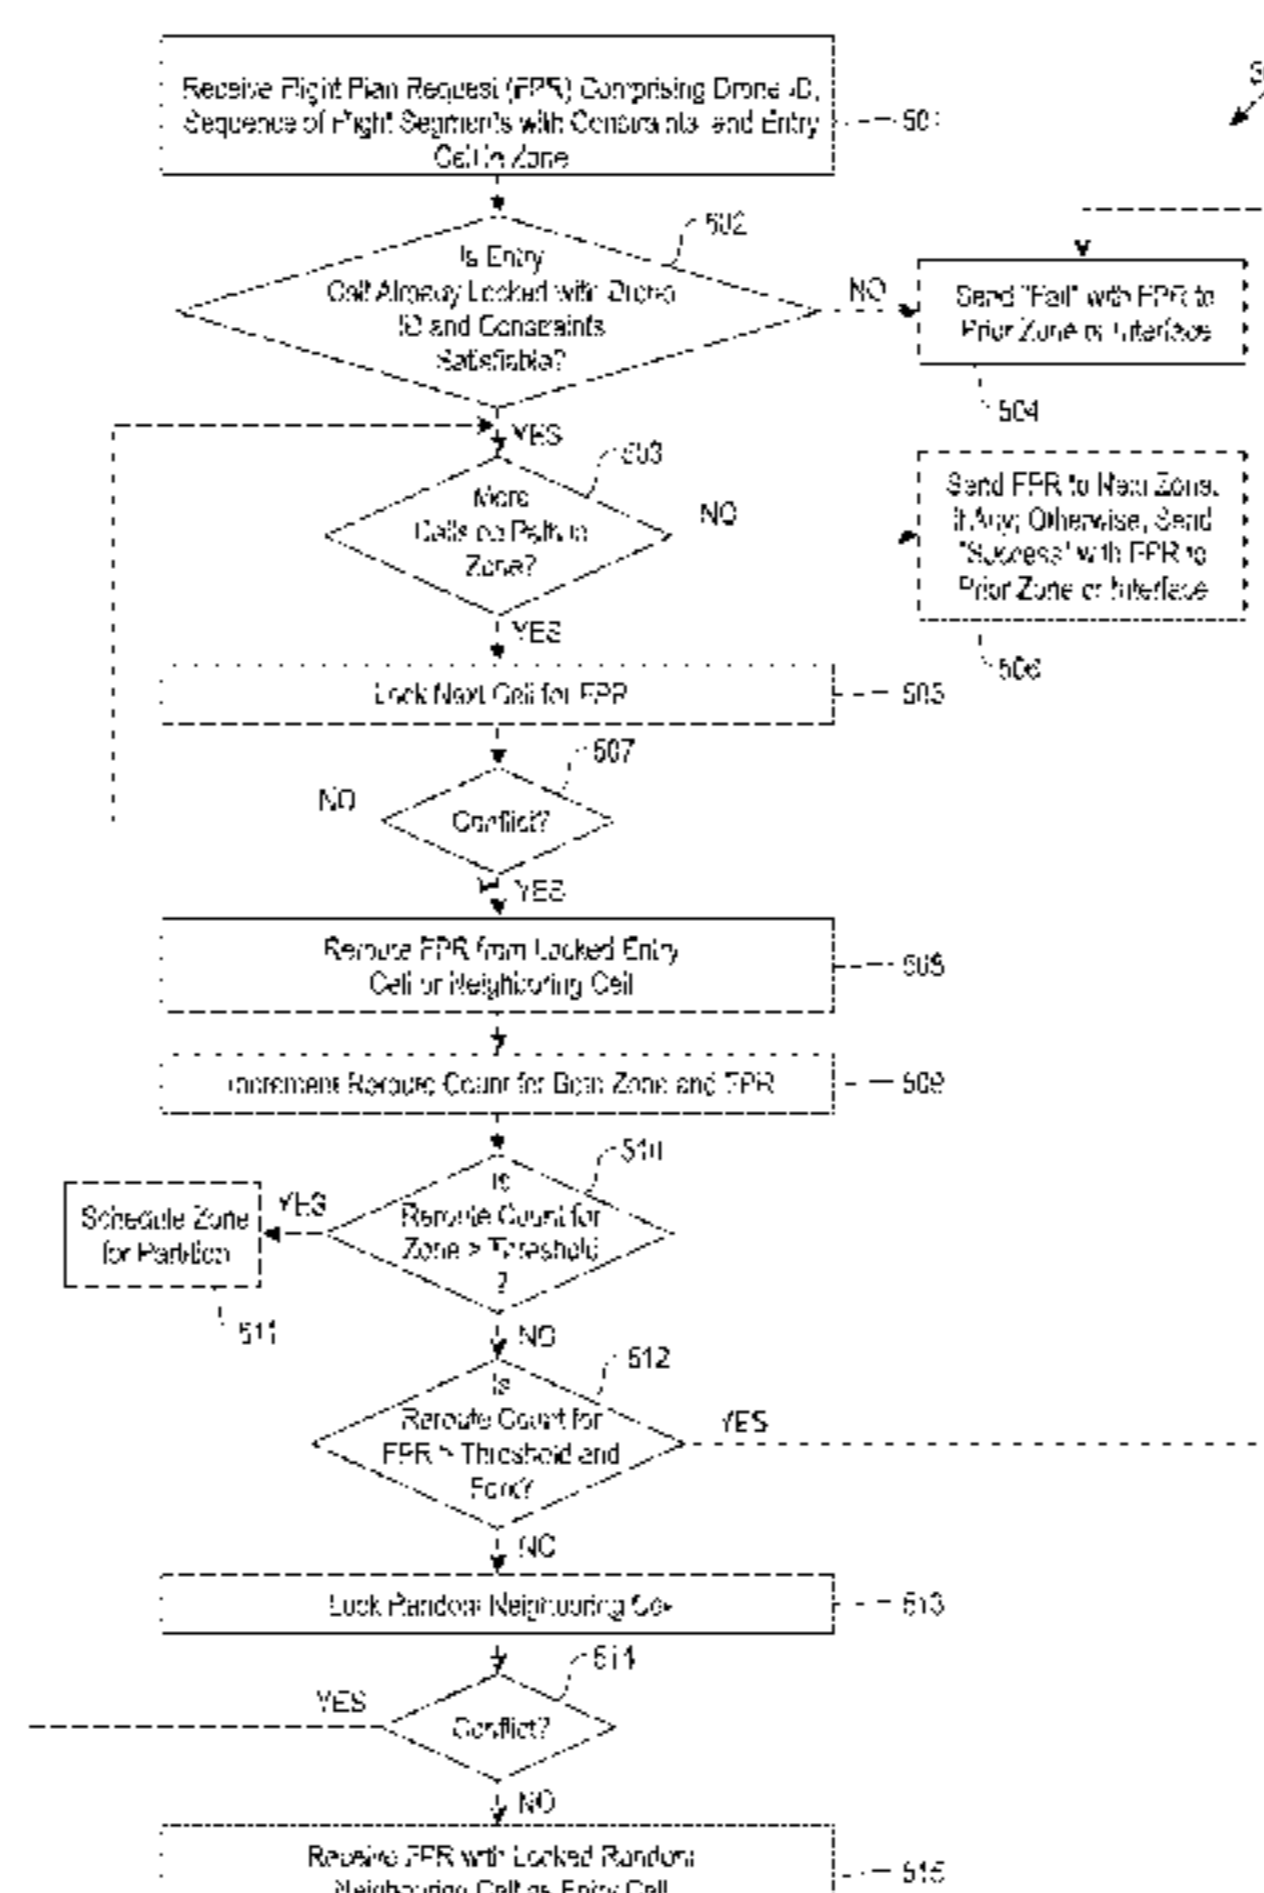 Receive Flight Plan Request (FPR) Comprising Drone ID,
Sequence of Flight Segments with Constraints and Entry
Cell in Zone
501
502
Is Entry
Cell Already Locked with Drone
ID and Constraints
Satisfiable?
NO
Send "Fail" with FPR to
Prior Zone or Interface
504
YES
503
More
Cells on Path in
Zone?
NO
Send FPR to Next Zone,
If Any; Otherwise, Send
"Success" with FPR to
Prior Zone or Interface
506
YES
Lock Next Cell for FPR
505
507
NO
Conflict?
YES
Reroute FPR from Locked Entry
Cell or Neighboring Cell
508
Increment Reroute Count for Both Zone and FPR
509
510
Is
Reroute Count for
Zone > Threshold
?
YES
Schedule Zone
for Partition
511
NO
512
Is
Reroute Count for
FPR > Threshold and
YES
NO
Lock Random Neighbouring Cell
513
514
YES
Conflict?
NO
Receive FPR with Locked Random
Neighbouring Cell as Entry Cell
515